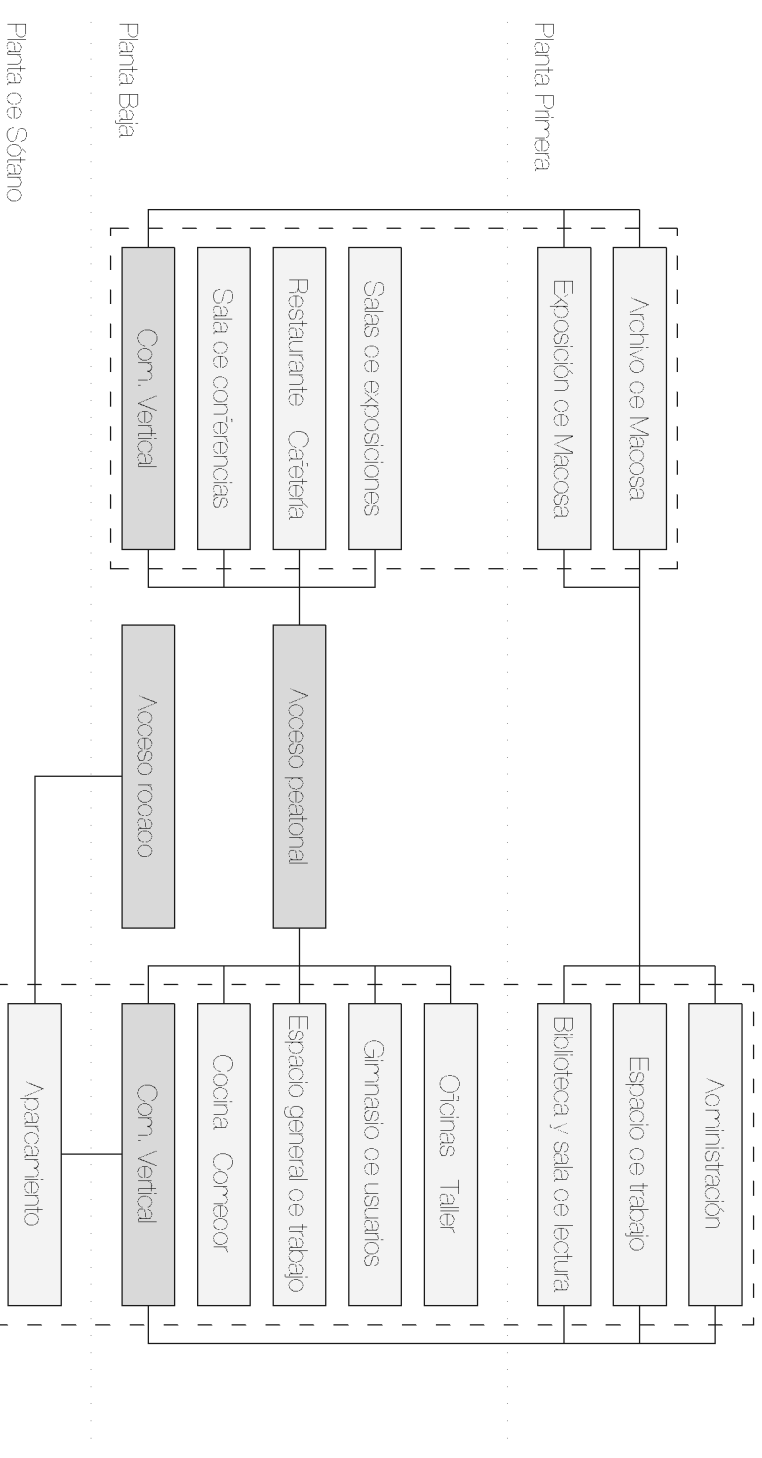 Administración
Archivo de Macosa
Espacio de trabajo
Exposición de Macosa
Biblioteca y sala de lectura
Planta Primera
Oficinas Taller
Salas de exposiciones
Gimnasio de usuarios
Restaurante Cafetería
Acceso peatonal
Espacio general de trabajo
Sala de conferencias
Cocina Comedor
Com. Vertical
Acceso rodado
Com. Vertical
Planta Baja
Aparcamiento
Planta de Sótano